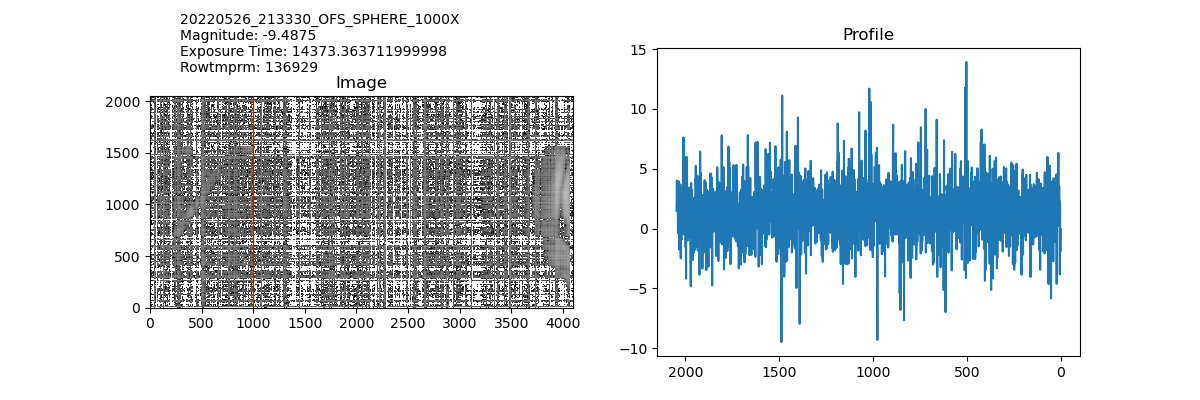 20220526_213330_OFS_SPHERE_1000X
Magnitude: -9.4875
Exposure Time: 14373.363711999998
Rowtmprm: 136929
Image
2000
1500
1000
500
0
0 500 1000 1500 2000 2500 3000 3500 4000
Profile
15
10
5
0
−5
−10
2000 1500 1000 500 0